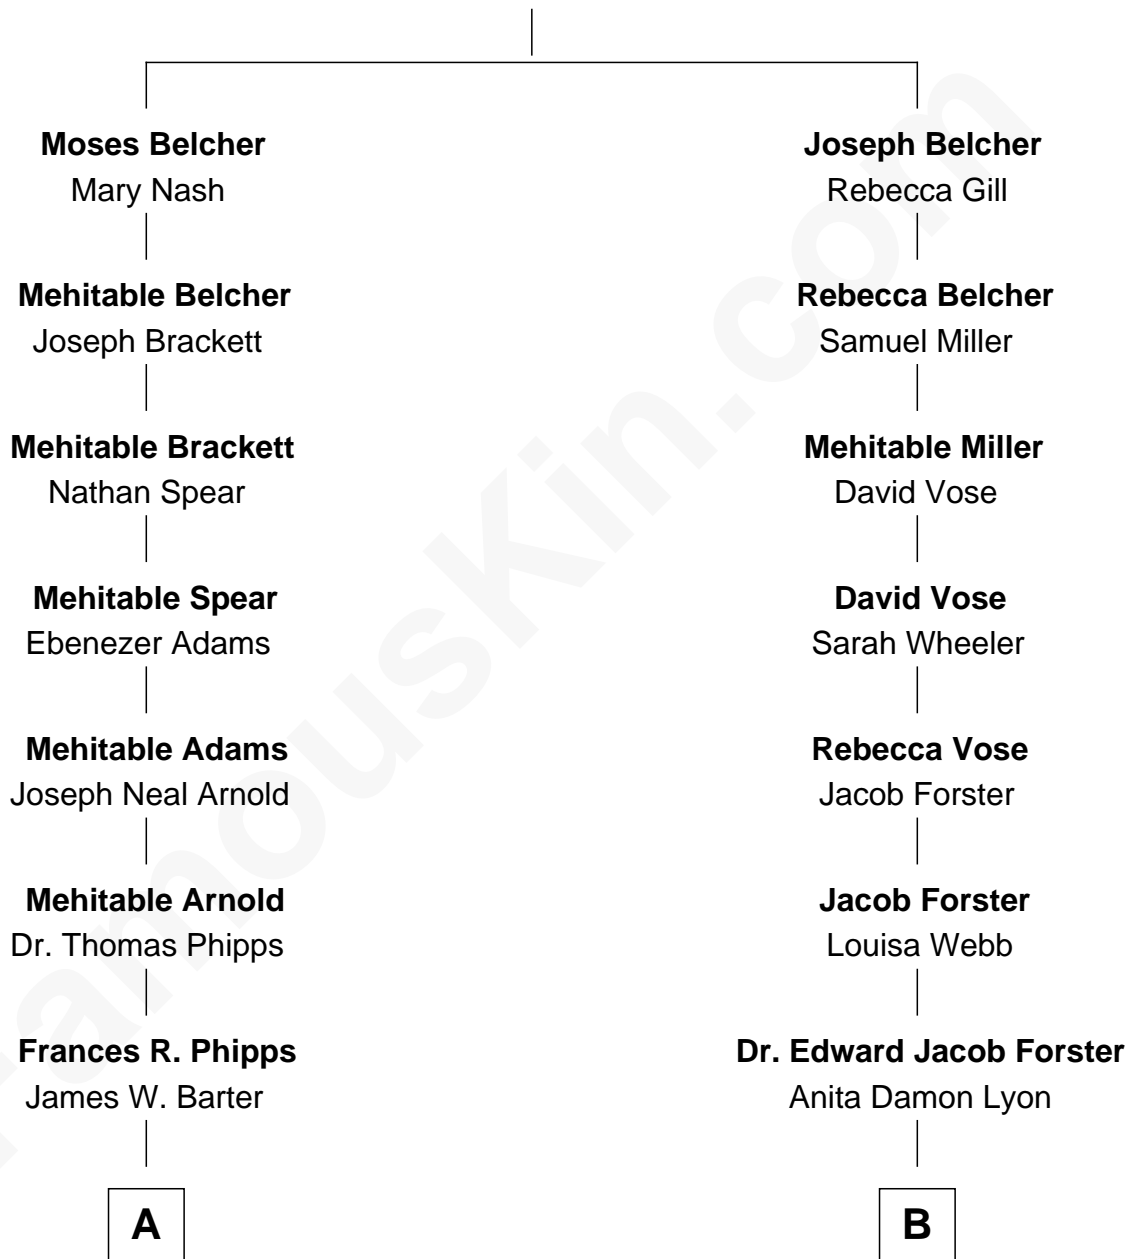 Moses Belcher
Mary Nash
Mehitable Belcher
Joseph Brackett
Mehitable Brackett
Nathan Spear
Mehitable Spear
Ebenezer Adams
Mehitable Adams
Joseph Neal Arnold
Mehitable Arnold
Dr. Thomas Phipps
Frances R. Phipps
James W. Barter
A
Joseph Belcher
Rebecca Gill
Rebecca Belcher
Samuel Miller
Mehitable Miller
David Vose
David Vose
Sarah Wheeler
Rebecca Vose
Jacob Forster
Jacob Forster
Louisa Webb
Dr. Edward Jacob Forster
Anita Damon Lyon
B
FamousKin.com